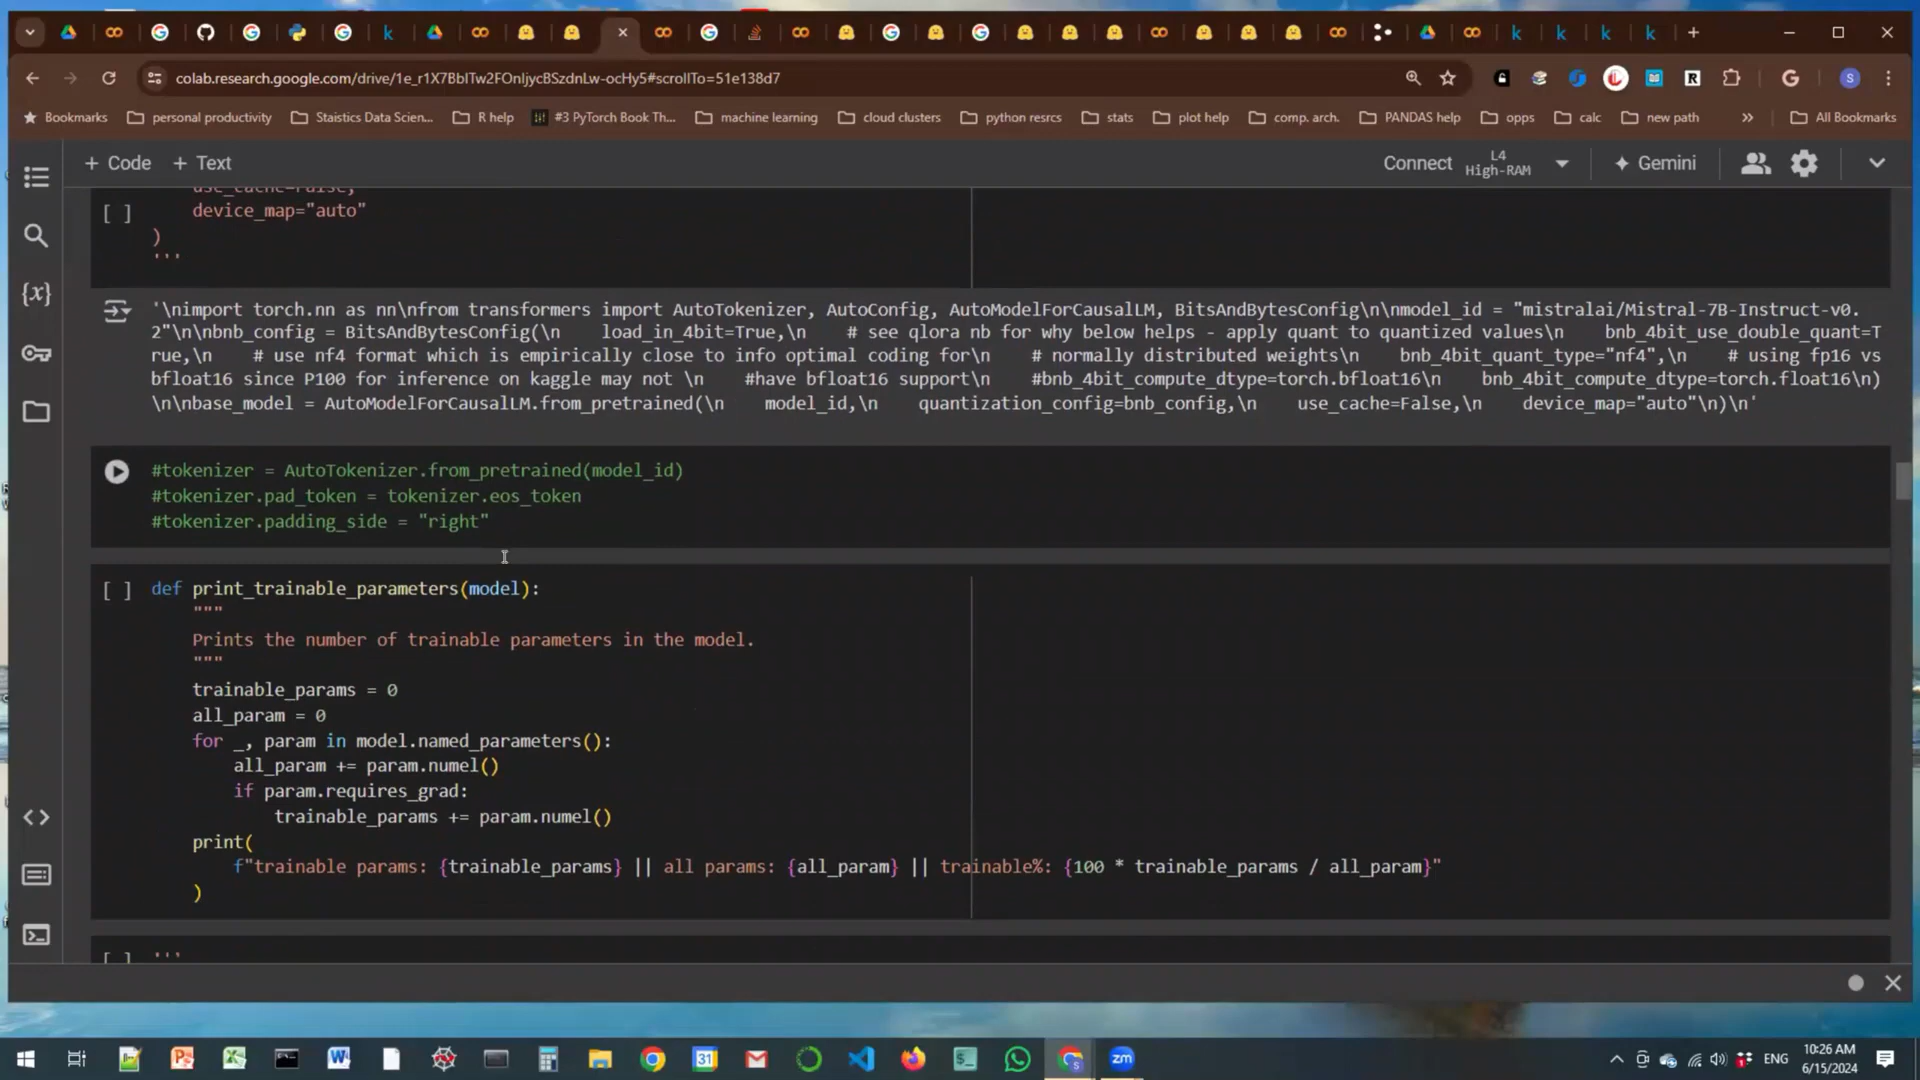 colab.research.google.com/drive/1e_r1X7BbITw2FOnIjycBSzdnLw-ocHy5#scrollTo=51e138d7
Bookmarks personal productivity Staistics Data Scien... R help #3 PyTorch Book Th... machine learning cloud clusters python resrcs stats plot help comp. arch. PANDAS help opps calc new path » All Bookmarks
+ Code + Text Connect L4 High-RAM Gemini
use_cache=False,
[ ] device_map="auto"
)
'''
'\nimport torch.nn as nn\nfrom transformers import AutoTokenizer, AutoConfig, AutoModelForCausalLM, BitsAndBytesConfig\n\nmodel_id = "mistralai/Mistral-7B-Instruct-v0.
2"\n\nbnb_config = BitsAndBytesConfig(\n    load_in_4bit=True,\n    # see qlora nb for why below helps - apply quant to quantized values\n    bnb_4bit_use_double_quant=T
rue,\n    # use nf4 format which is empirically close to info optimal coding for\n    # normally distributed weights\n    bnb_4bit_quant_type="nf4",\n    # using fp16 vs
bfloat16 since P100 for inference on kaggle may not \n    #have bfloat16 support\n    #bnb_4bit_compute_dtype=torch.bfloat16\n    bnb_4bit_compute_dtype=torch.float16\n)
\n\nbase_model = AutoModelForCausalLM.from_pretrained(\n    model_id,\n    quantization_config=bnb_config,\n    use_cache=False,\n    device_map="auto"\n)\n'
#tokenizer = AutoTokenizer.from_pretrained(model_id)
#tokenizer.pad_token = tokenizer.eos_token
#tokenizer.padding_side = "right"
[ ] def print_trainable_parameters(model):
"""
Prints the number of trainable parameters in the model.
"""
trainable_params = 0
all_param = 0
for _, param in model.named_parameters():
all_param += param.numel()
if param.requires_grad:
trainable_params += param.numel()
print(
f"trainable params: {trainable_params} || all params: {all_param} || trainable%: {100 * trainable_params / all_param}"
)
[ ] '''
ENG 10:26 AM
6/15/2024